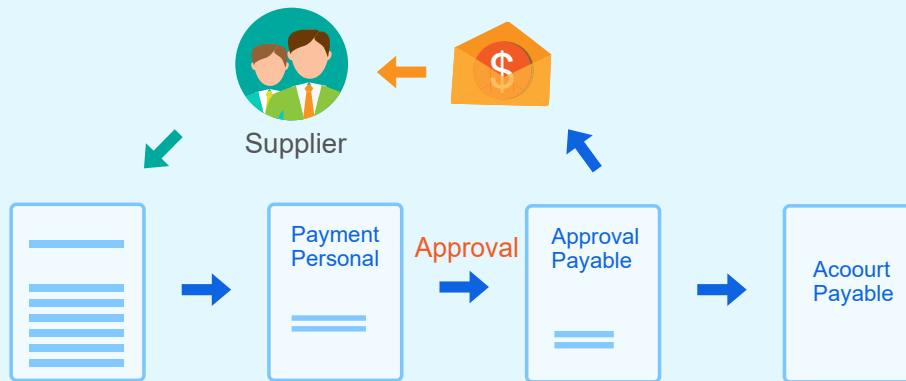 $
Supplier
Payment
Personal
Approval
Approval
Payable
Acoourt
Payable